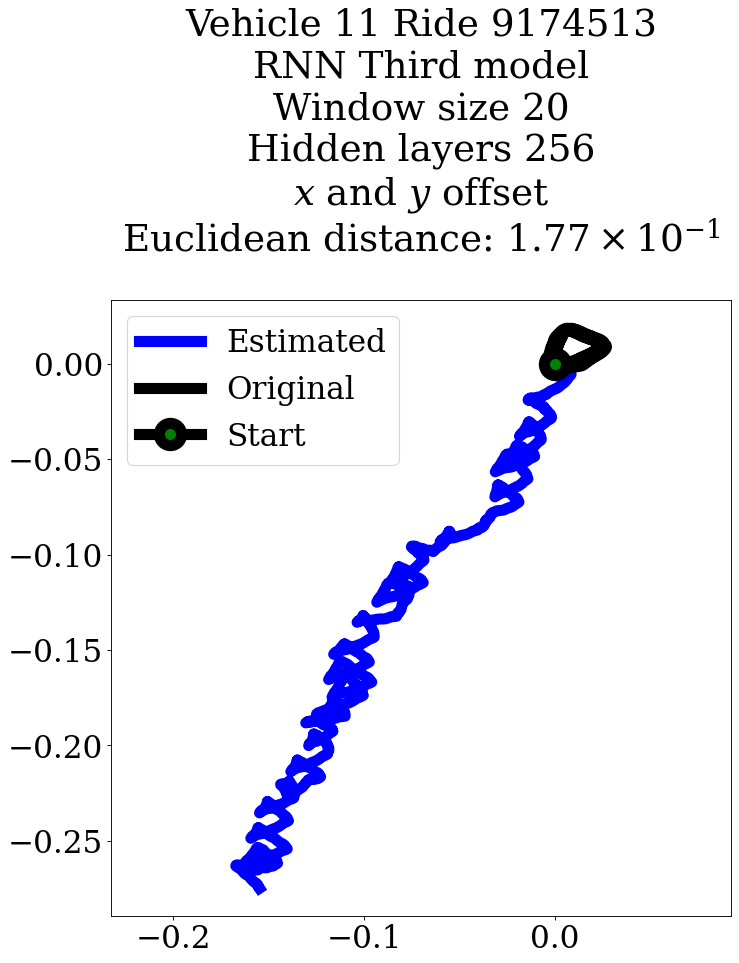 Vehicle 11 Ride 9174513
RNN Third model
Window size 20
Hidden layers 256
x and y offset
Euclidean distance: 1.77 × 10⁻¹
Estimated
Original
Start
0.00
−0.05
−0.10
−0.15
−0.20
−0.25
−0.2 −0.1 0.0